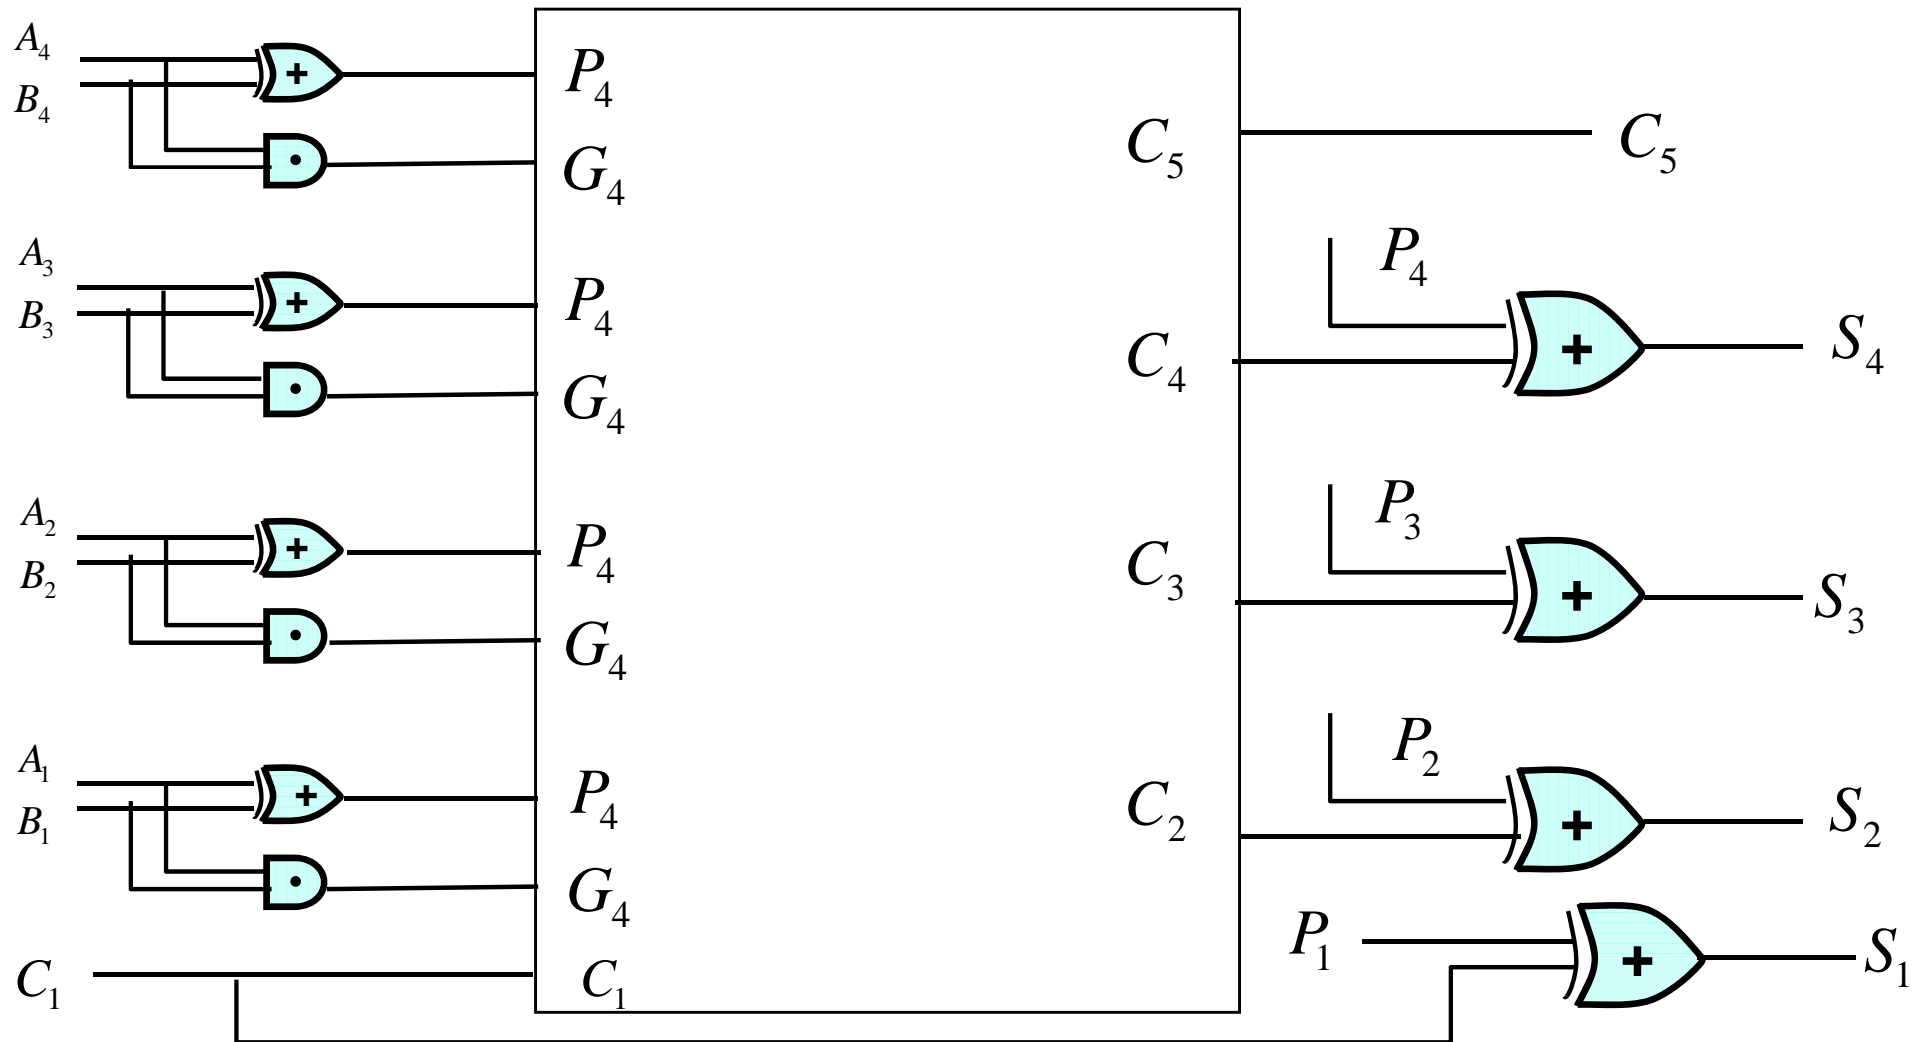 A₄
B₄
+
P₄
·
G₄
A₃
B₃
+
P₄
·
G₄
A₂
B₂
+
P₄
·
G₄
A₁
B₁
+
P₄
·
G₄
C₁
C₁
C₅
C₅
P₄
C₄
+
S₄
P₃
C₃
+
S₃
P₂
C₂
+
S₂
P₁
+
S₁